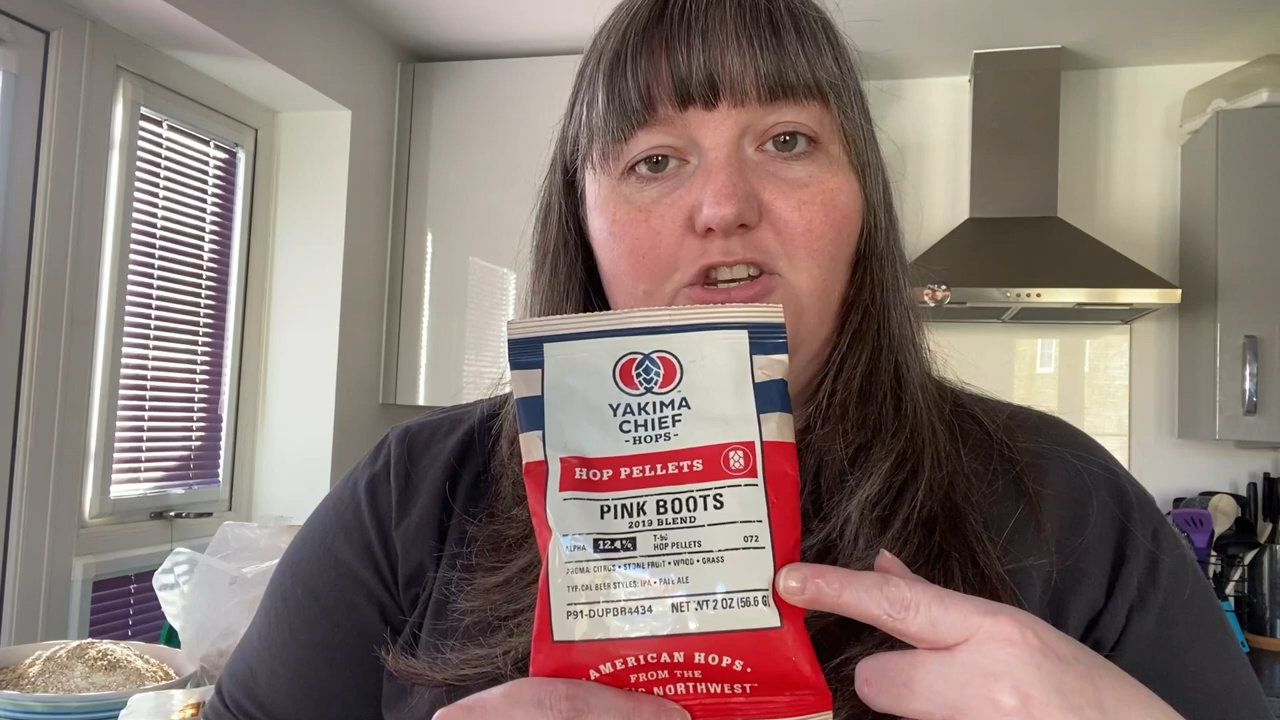 YAKIMA
CHIEF
-HOPS-
HOP PELLETS
PINK BOOTS
2019 BLEND
ALPHA 12.4% T-90 HOP PELLETS 072
AROMA: CITRUS • STONE FRUIT • WOOD • GRASS
TYPICAL BEER STYLES: IPA • PALE ALE
P91-DUPBR4434 NET WT 2 OZ (56.6 G)
AMERICAN HOPS.
FROM THE
NORTHWEST